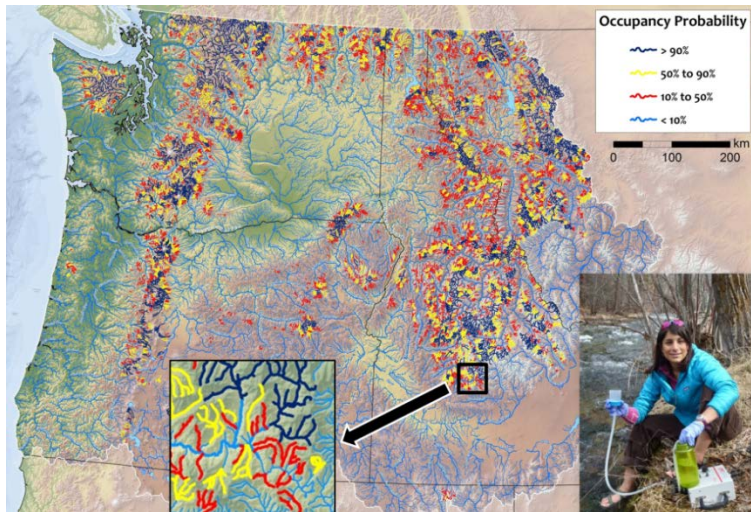 Occupancy Probability
> 90%
50% to 90%
10% to 50%
< 10%
km
0 100 200